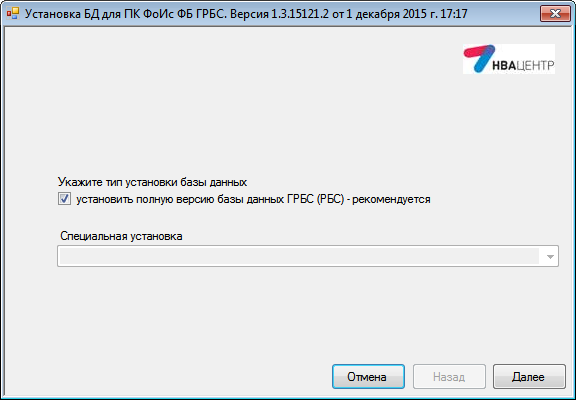 Установка БД для ПК ФоИс ФБ ГРБС. Версия 1.3.15121.2 от 1 декабря 2015 г. 17:17
НВАЦЕНТР
Укажите тип установки базы данных
установить полную версию базы данных ГРБС (РБС) - рекомендуется
Специальная установка
Отмена
Назад
Далее